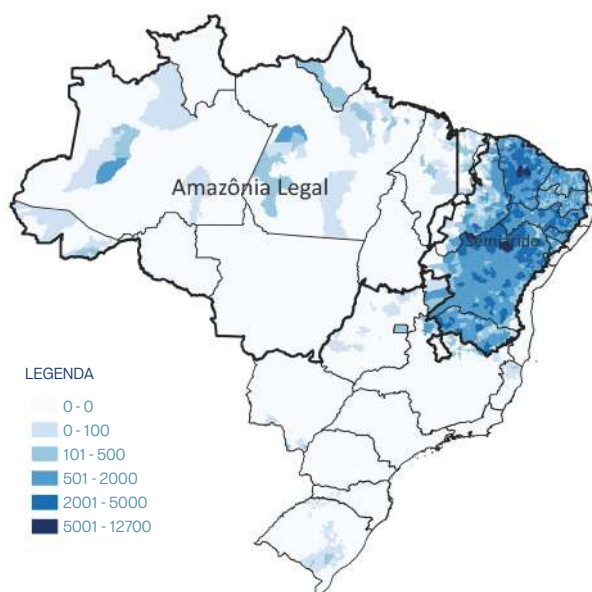 Amazônia Legal
Semiárido
LEGENDA
0 - 0
0 - 100
101 - 500
501 - 2000
2001 - 5000
5001 - 12700